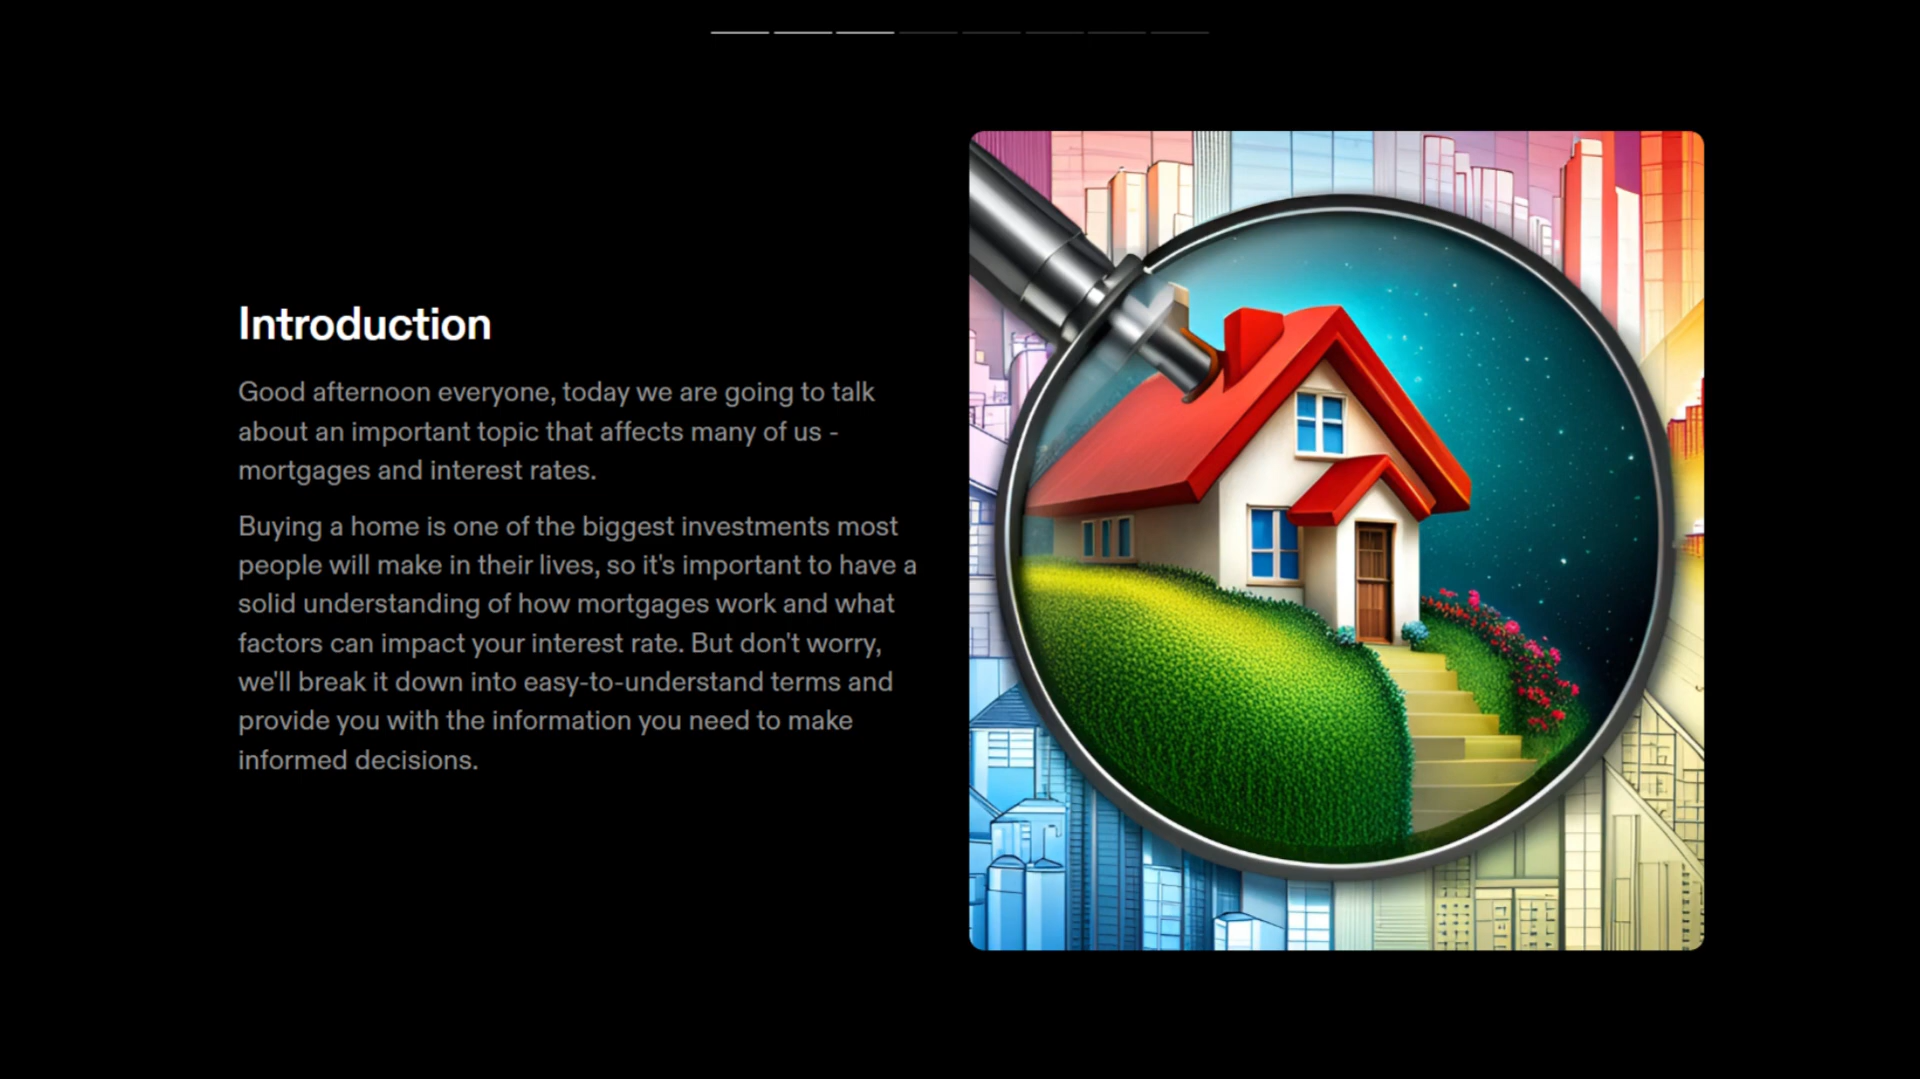 Introduction
Good afternoon everyone, today we are going to talk
about an important topic that affects many of us -
mortgages and interest rates.
Buying a home is one of the biggest investments most
people will make in their lives, so it's important to have a
solid understanding of how mortgages work and what
factors can impact your interest rate. But don't worry,
we'll break it down into easy-to-understand terms and
provide you with the information you need to make
informed decisions.